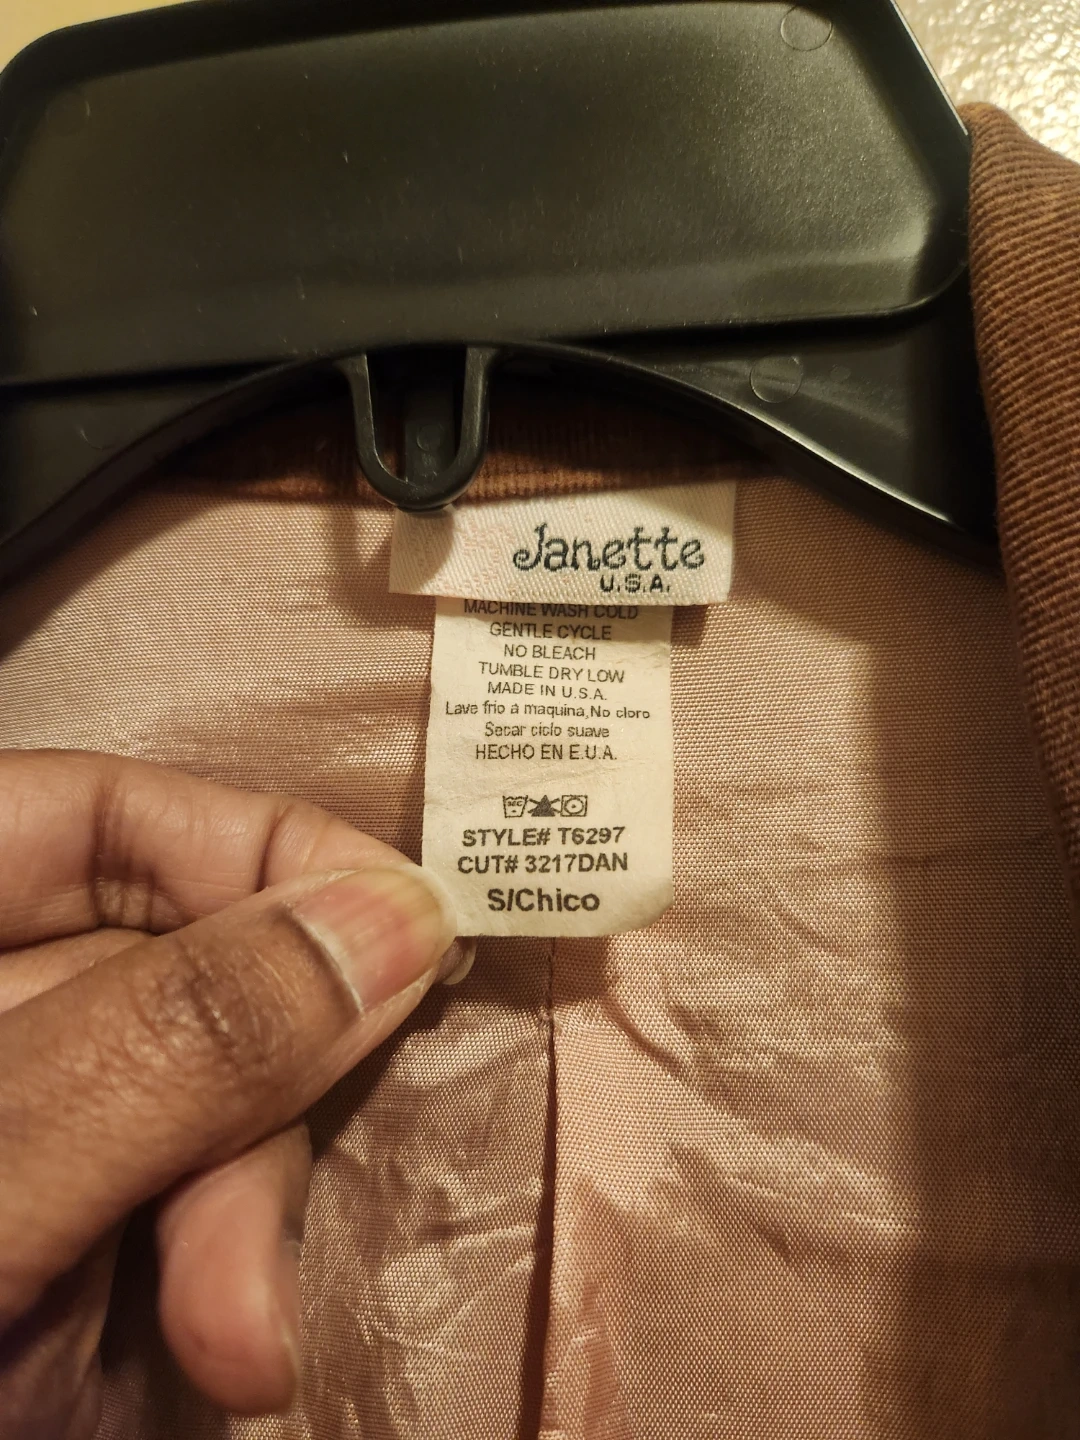 Janette
U.S.A.
MACHINE WASH COLD
GENTLE CYCLE
NO BLEACH
TUMBLE DRY LOW
MADE IN U.S.A.
Lave frio a maquina,No cloro
Secar ciclo suave
HECHO EN E.U.A.
STYLE# T6297
CUT# 3217DAN
S/Chico